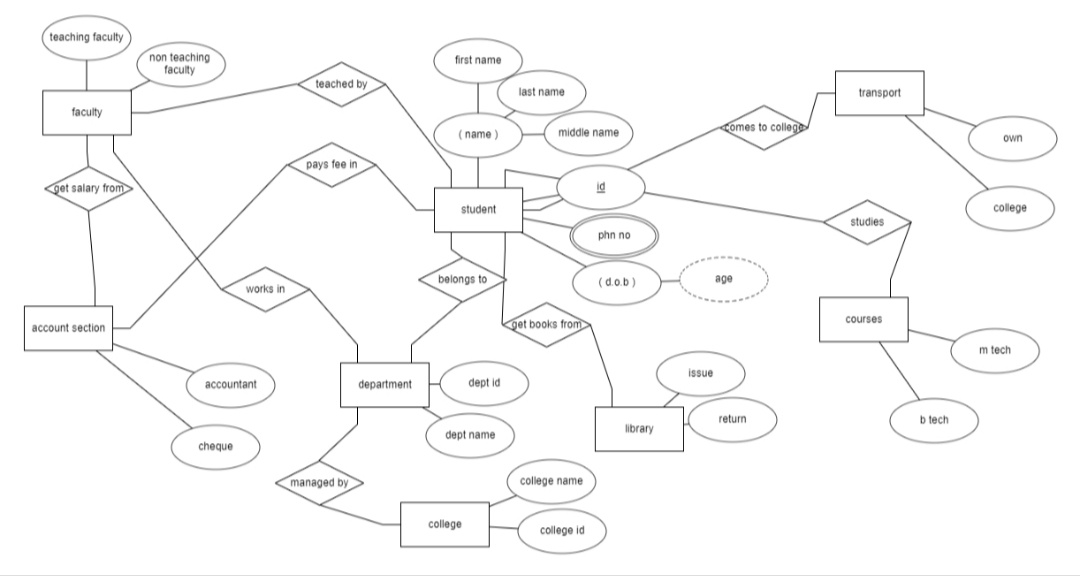 teaching faculty
non teaching
faculty
faculty
teached by
first name
last name
( name )
middle name
transport
comes to college
own
college
get salary from
pays fee in
id
student
phn no
studies
( d.o.b )
age
belongs to
works in
account section
get books from
courses
m tech
b tech
accountant
cheque
department
dept id
dept name
issue
return
library
managed by
college name
college
college id